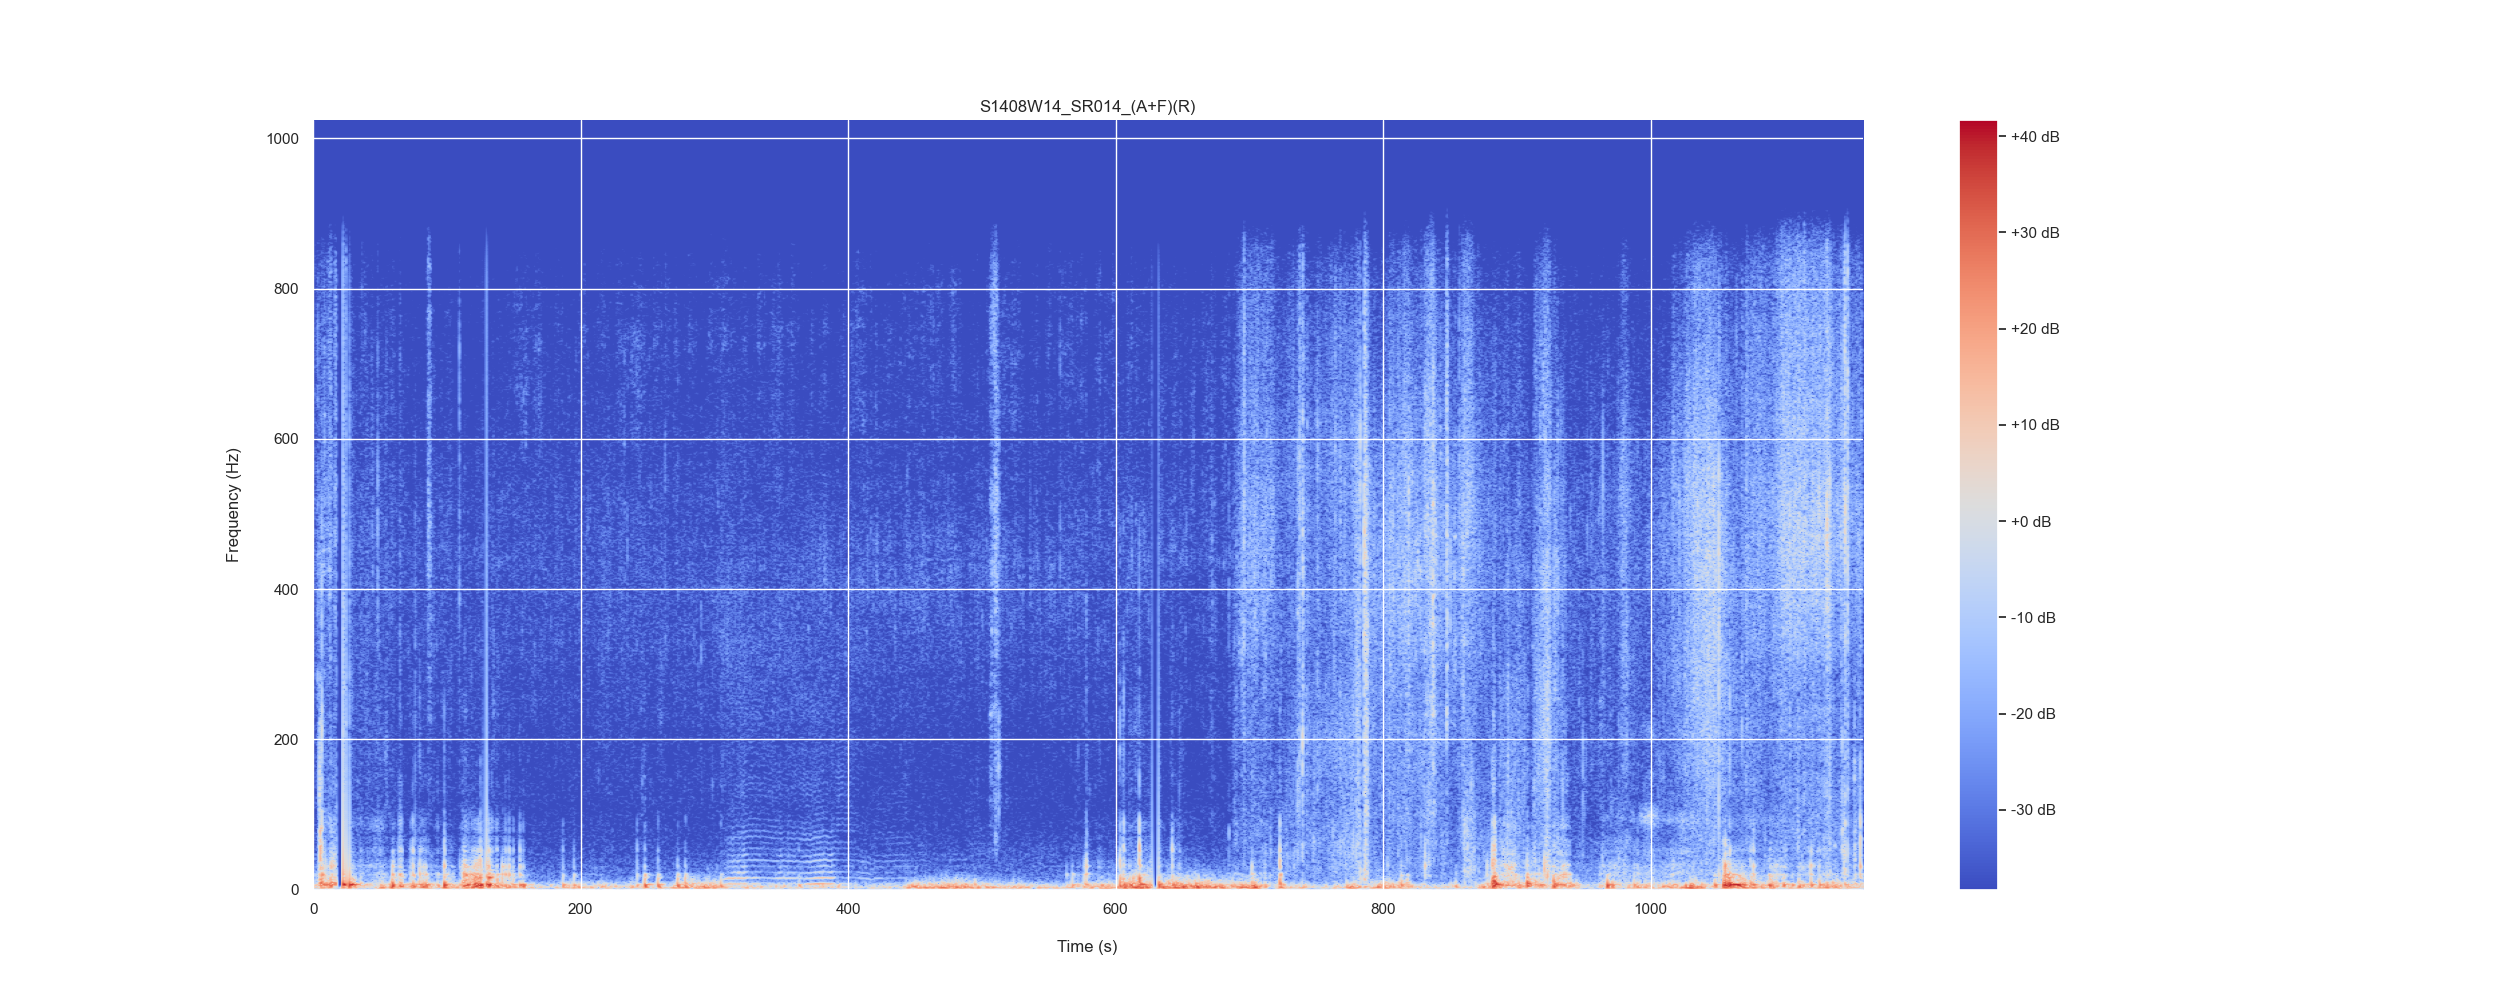 S1408W14_SR014_(A+F)(R)
1000
800
600
400
200
0
Frequency (Hz)
0 200 400 600 800 1000
Time (s)
+40 dB
+30 dB
+20 dB
+10 dB
+0 dB
-10 dB
-20 dB
-30 dB